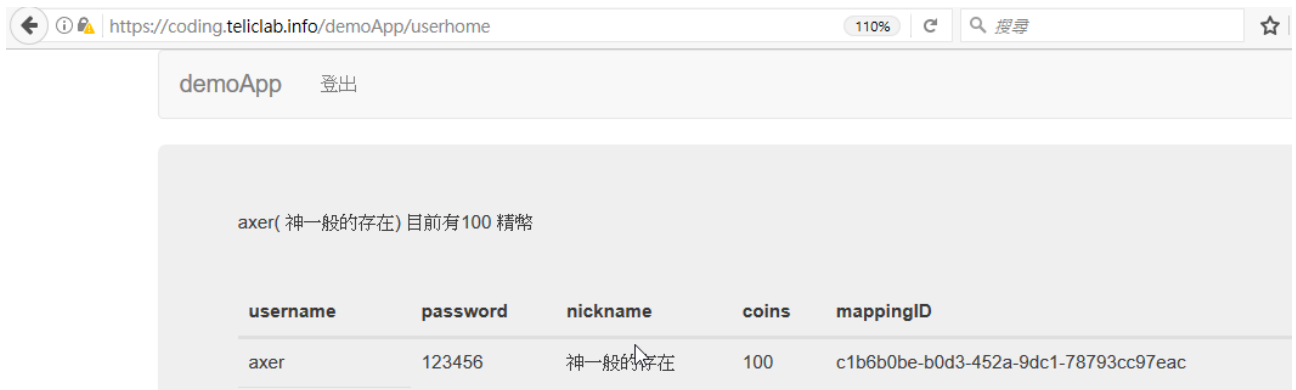 https://coding.teliclab.info/demoApp/userhome 110% 搜尋
demoApp 登出
axer( 神一般的存在) 目前有100 精幣
username password nickname coins mappingID
axer 123456 神一般的存在 100 c1b6b0be-b0d3-452a-9dc1-78793cc97eac